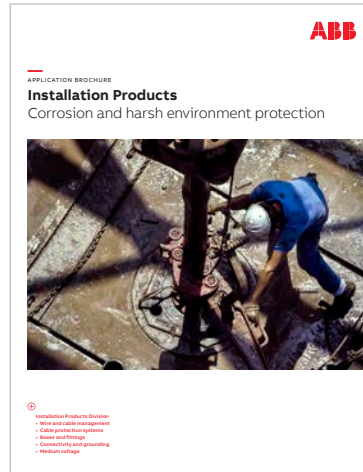 ABB
APPLICATION BROCHURE
Installation Products
Corrosion and harsh environment protection
Installation Products Division
• Wire and cable management
• Cable protection systems
• Boxes and fittings
• Connectivity and grounding
• Medium voltage